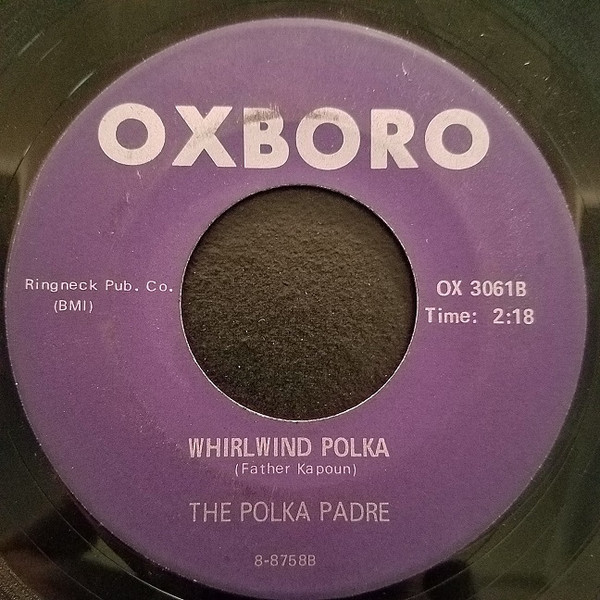 OXBORO
Ringneck Pub. Co.
(BMI)
OX 3061B
Time: 2:18
WHIRLWIND POLKA
(Father Kapoun)
THE POLKA PADRE
8-8758B